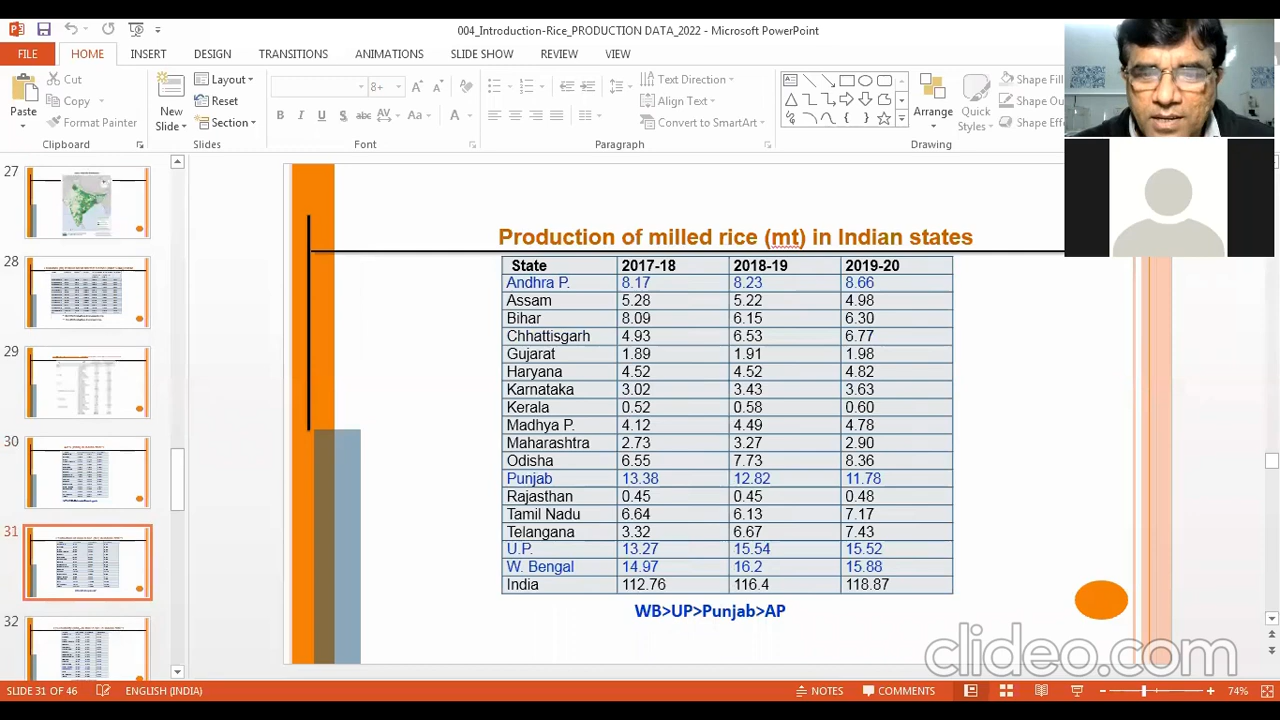 004_Introduction-Rice_PRODUCTION DATA_2022 - Microsoft PowerPoint
FILE HOME INSERT DESIGN TRANSITIONS ANIMATIONS SLIDE SHOW REVIEW VIEW
Paste
Cut
Copy
Format Painter
Clipboard
New Slide
Layout
Reset
Section
Slides
8+
B I U S abc AV Aa A
Font
Text Direction
Align Text
Convert to SmartArt
Paragraph
Arrange
Quick Styles
Shape Fill
Shape Ou
Shape Effe
Drawing
27
28
29
30
31
32
Production of milled rice (mt) in Indian states
State 2017-18 2018-19 2019-20
Andhra P. 8.17 8.23 8.66
Assam 5.28 5.22 4.98
Bihar 8.09 6.15 6.30
Chhattisgarh 4.93 6.53 6.77
Gujarat 1.89 1.91 1.98
Haryana 4.52 4.52 4.82
Karnataka 3.02 3.43 3.63
Kerala 0.52 0.58 0.60
Madhya P. 4.12 4.49 4.78
Maharashtra 2.73 3.27 2.90
Odisha 6.55 7.73 8.36
Punjab 13.38 12.82 11.78
Rajasthan 0.45 0.45 0.48
Tamil Nadu 6.64 6.13 7.17
Telangana 3.32 6.67 7.43
U.P. 13.27 15.54 15.52
W. Bengal 14.97 16.2 15.88
India 112.76 116.4 118.87
WB>UP>Punjab>AP
clideo.com
SLIDE 31 OF 46 ENGLISH (INDIA) NOTES COMMENTS 74%